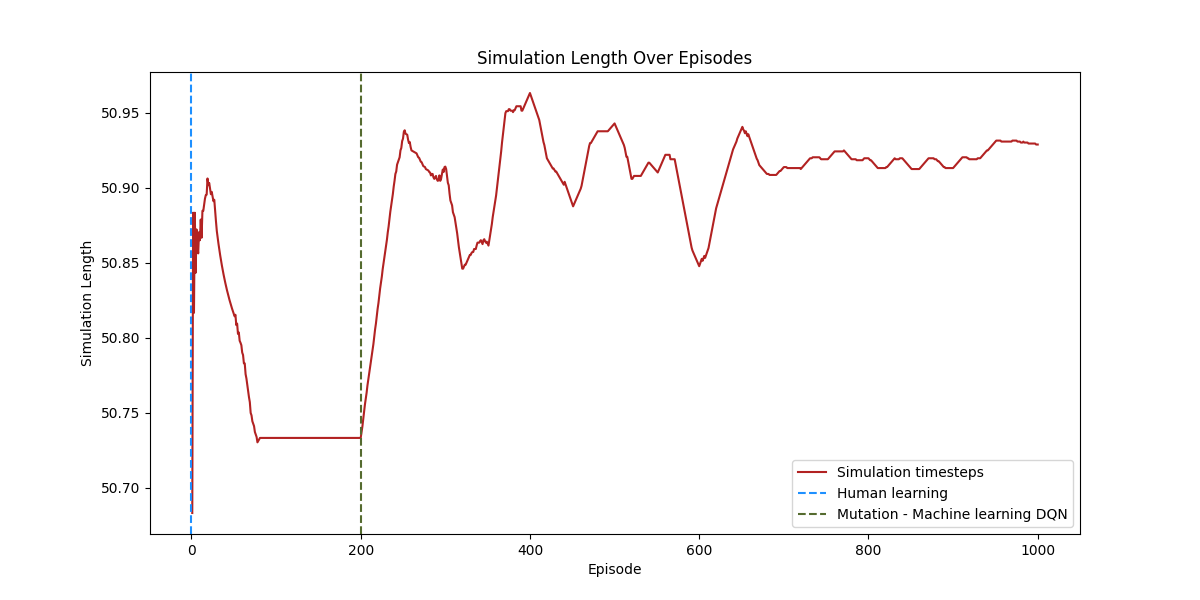 Simulation Length Over Episodes
50.95
50.90
50.85
50.80
50.75
50.70
Simulation Length
0 200 400 600 800 1000
Episode
Simulation timesteps
Human learning
Mutation - Machine learning DQN